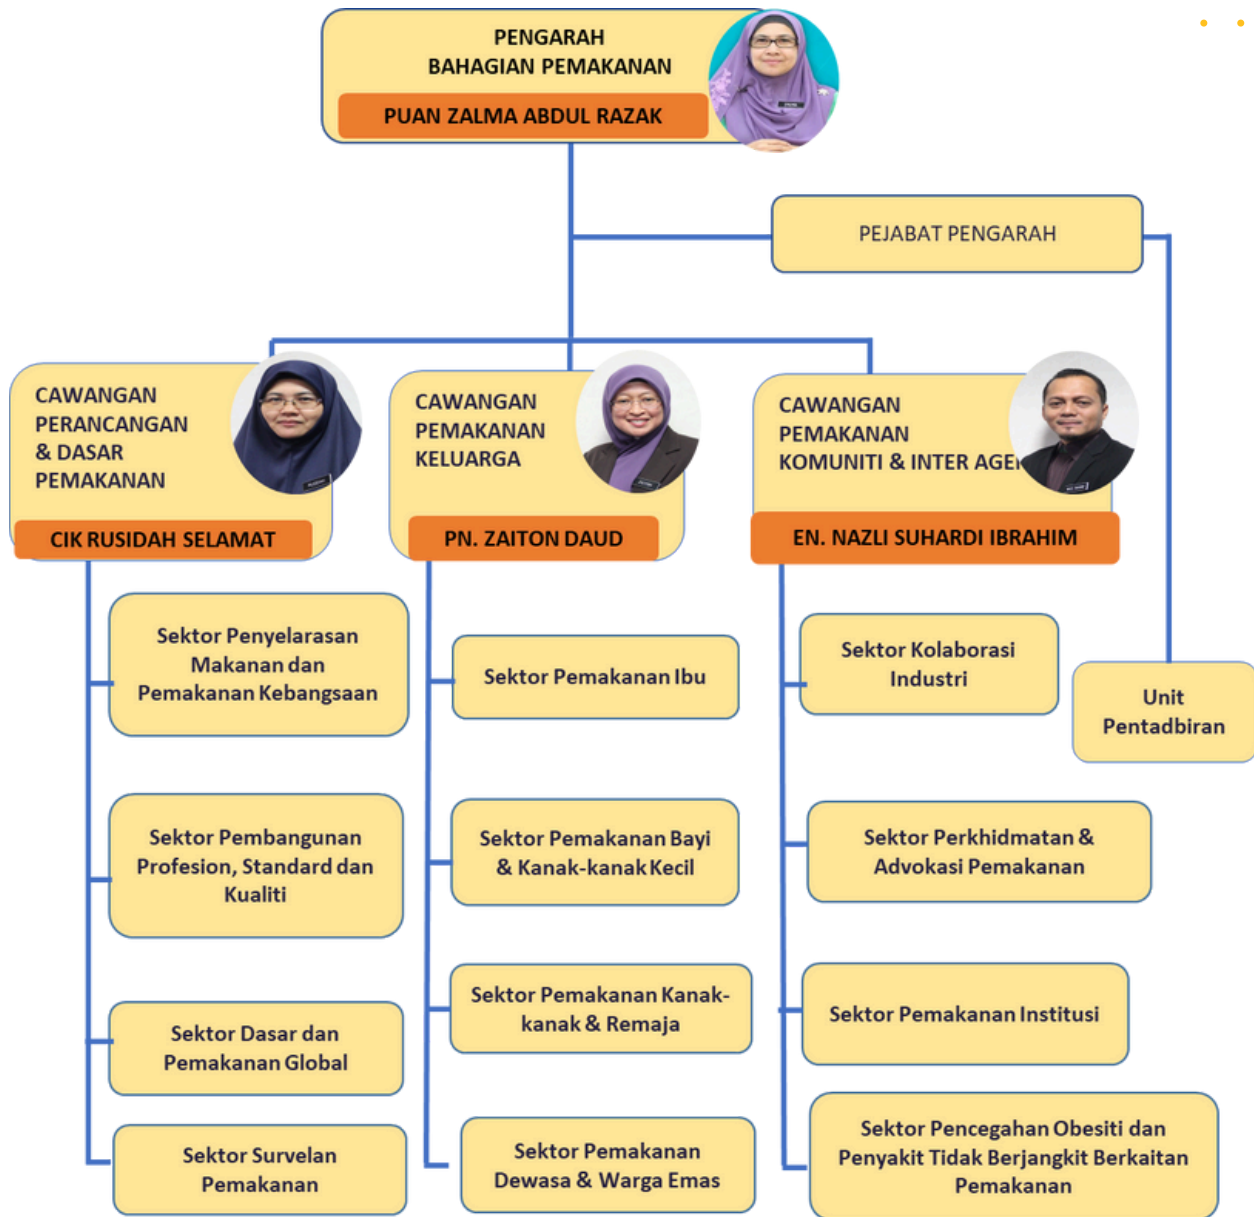 PENGARAH
BAHAGIAN PEMAKANAN
PUAN ZALMA ABDUL RAZAK
PEJABAT PENGARAH
CAWANGAN
PERANCANGAN
& DASAR
PEMAKANAN
CIK RUSIDAH SELAMAT
CAWANGAN
PEMAKANAN
KELUARGA
PN. ZAITON DAUD
CAWANGAN
PEMAKANAN
KOMUNITI & INTER
EN. NAZLI SUHARDI IBRAHIM
Sektor Penyelarasan
Makanan dan
Pemakanan Kebangsaan
Sektor Pembangunan
Profesion, Standard dan
Kualiti
Sektor Dasar dan
Pemakanan Global
Sektor Survelan
Pemakanan
Sektor Pemakanan Ibu
Sektor Pemakanan Bayi
& Kanak-kanak Kecil
Sektor Pemakanan Kanak-
kanak & Remaja
Sektor Pemakanan
Dewasa & Warga Emas
Sektor Kolaborasi
Industri
Sektor Perkhidmatan &
Advokasi Pemakanan
Sektor Pemakanan Institusi
Sektor Pencegahan Obesiti dan
Penyakit Tidak Berjangkit Berkaitan
Pemakanan
Unit
Pentadbiran